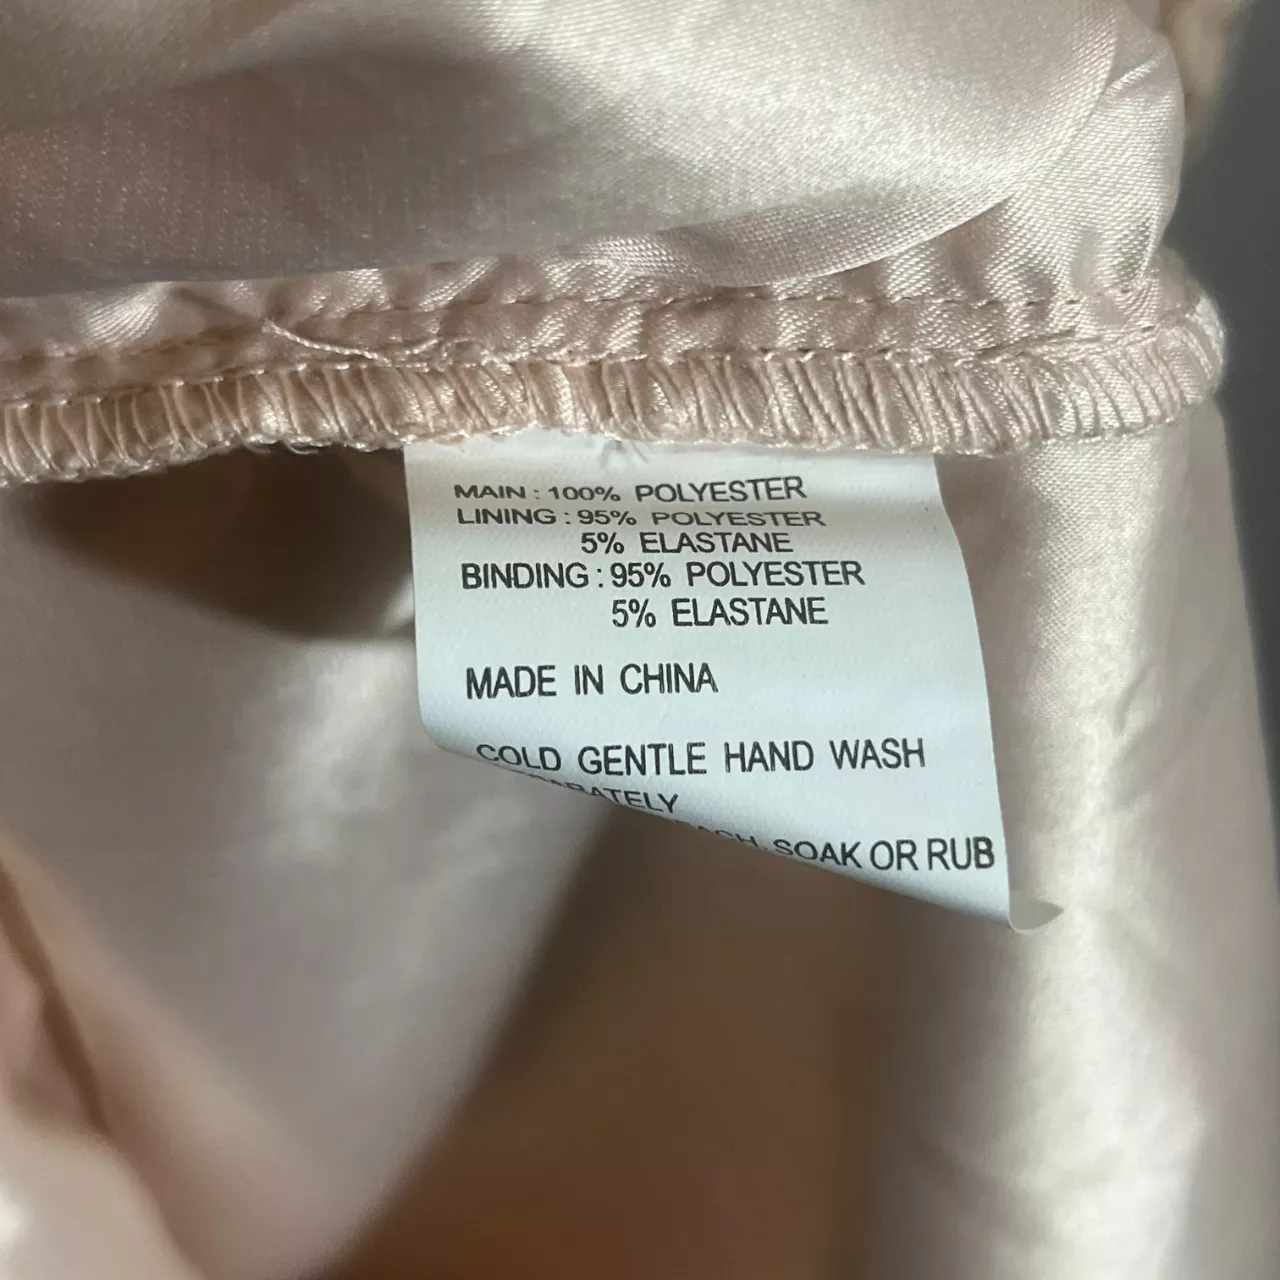 MAIN : 100% POLYESTER
LINING : 95% POLYESTER
5% ELASTANE
BINDING : 95% POLYESTER
5% ELASTANE
MADE IN CHINA
COLD GENTLE HAND WASH
SOAK OR RUB